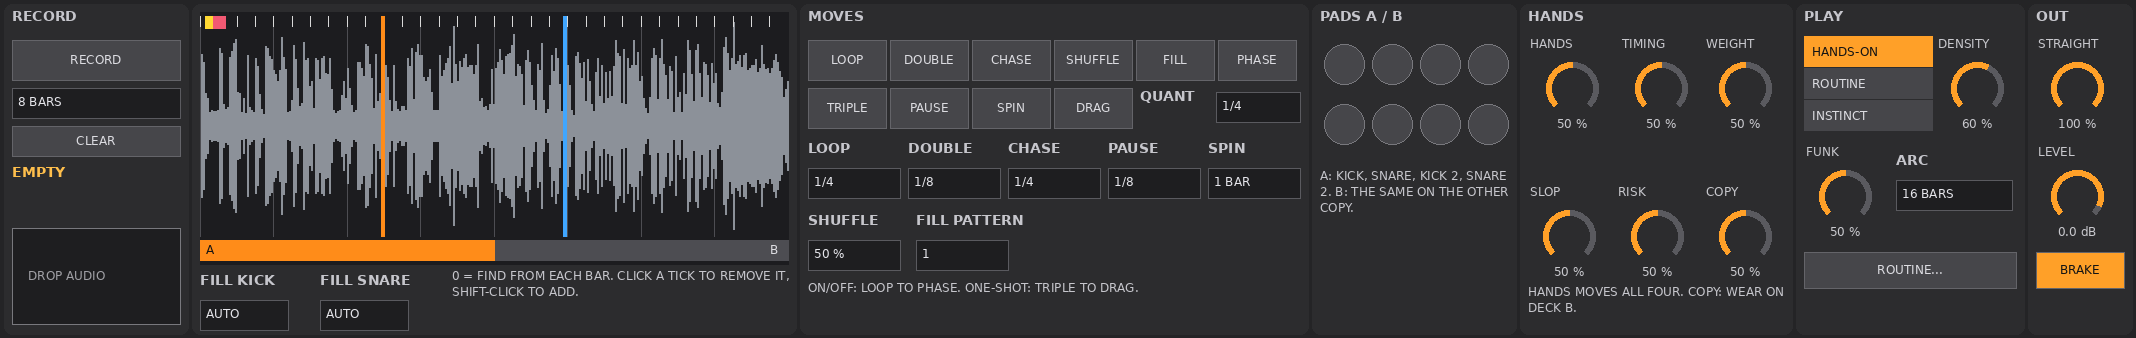 RECORD
RECORD
8 BARS
CLEAR
EMPTY
DROP AUDIO
A
B
FILL KICK
AUTO
FILL SNARE
AUTO
0 = FIND FROM EACH BAR. CLICK A TICK TO REMOVE IT,
SHIFT-CLICK TO ADD.
MOVES
LOOP
DOUBLE
CHASE
SHUFFLE
FILL
PHASE
TRIPLE
PAUSE
SPIN
DRAG
QUANT
1/4
LOOP
DOUBLE
CHASE
PAUSE
SPIN
1/4
1/8
1/4
1/8
1 BAR
SHUFFLE
FILL PATTERN
50 %
1
ON/OFF: LOOP TO PHASE. ONE-SHOT: TRIPLE TO DRAG.
PADS A / B
A: KICK, SNARE, KICK 2, SNARE
2. B: THE SAME ON THE OTHER
COPY.
HANDS
HANDS
TIMING
WEIGHT
50 %
50 %
50 %
SLOP
RISK
COPY
50 %
50 %
50 %
HANDS MOVES ALL FOUR. COPY: WEAR ON
DECK B.
PLAY
HANDS-ON
ROUTINE
INSTINCT
DENSITY
60 %
FUNK
50 %
ARC
16 BARS
ROUTINE...
OUT
STRAIGHT
100 %
LEVEL
0.0 dB
BRAKE